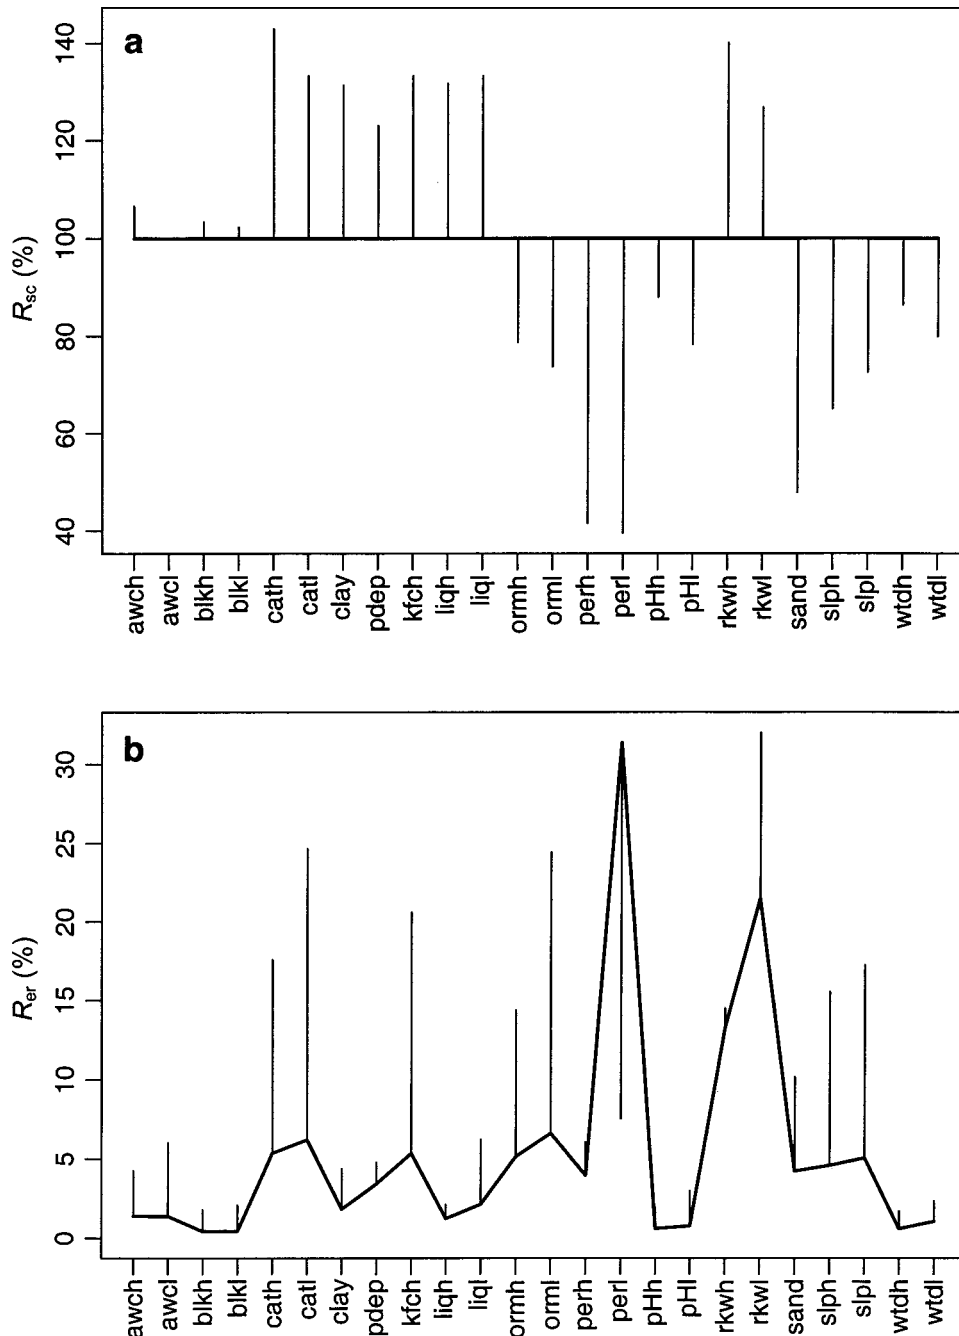 a
140
120
100
80
60
40
Rsc (%)
awch
awcl
blkh
blkl
cath
catl
clay
pdep
kfch
liqh
liql
ormh
orml
perh
perl
pHh
pHl
rkwh
rkwl
sand
slph
slpl
wtdh
wtdl
b
30
25
20
15
10
5
0
Rer (%)
awch
awcl
blkh
blkl
cath
catl
clay
pdep
kfch
liqh
liql
ormh
orml
perh
perl
pHh
pHl
rkwh
rkwl
sand
slph
slpl
wtdh
wtdl